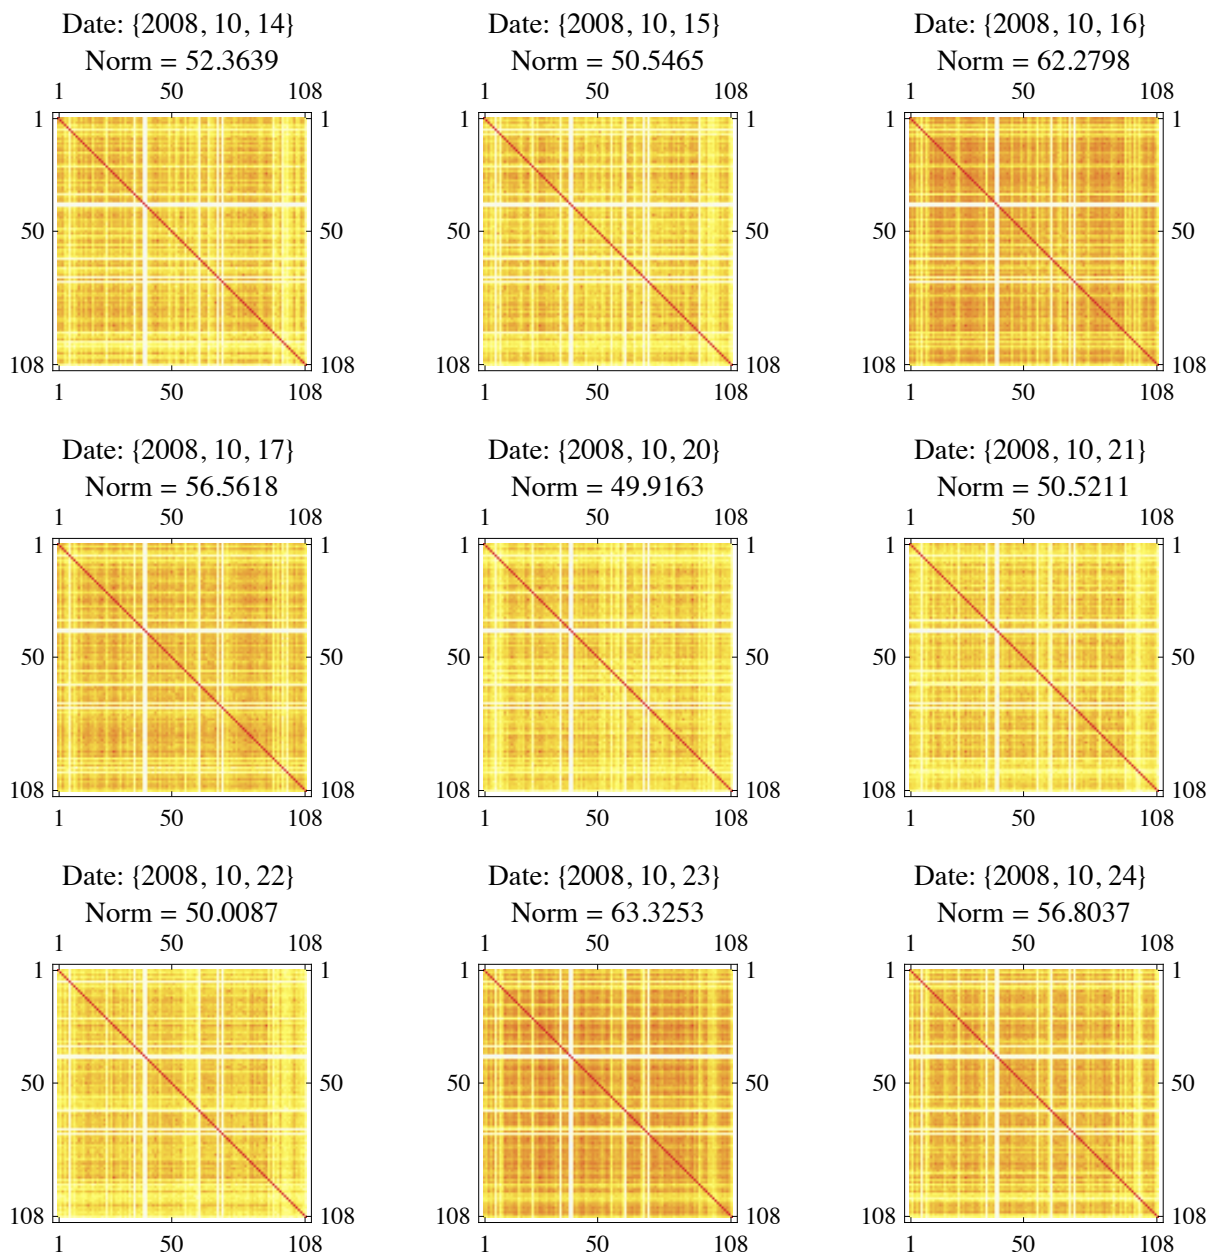 Date: {2008, 10, 14}
Norm = 52.3639
1 50 108
1 1
50 50
108 108
1 50 108
Date: {2008, 10, 15}
Norm = 50.5465
1 50 108
1 1
50 50
108 108
1 50 108
Date: {2008, 10, 16}
Norm = 62.2798
1 50 108
1 1
50 50
108 108
1 50 108
Date: {2008, 10, 17}
Norm = 56.5618
1 50 108
1 1
50 50
108 108
1 50 108
Date: {2008, 10, 20}
Norm = 49.9163
1 50 108
1 1
50 50
108 108
1 50 108
Date: {2008, 10, 21}
Norm = 50.5211
1 50 108
1 1
50 50
108 108
1 50 108
Date: {2008, 10, 22}
Norm = 50.0087
1 50 108
1 1
50 50
108 108
1 50 108
Date: {2008, 10, 23}
Norm = 63.3253
1 50 108
1 1
50 50
108 108
1 50 108
Date: {2008, 10, 24}
Norm = 56.8037
1 50 108
1 1
50 50
108 108
1 50 108